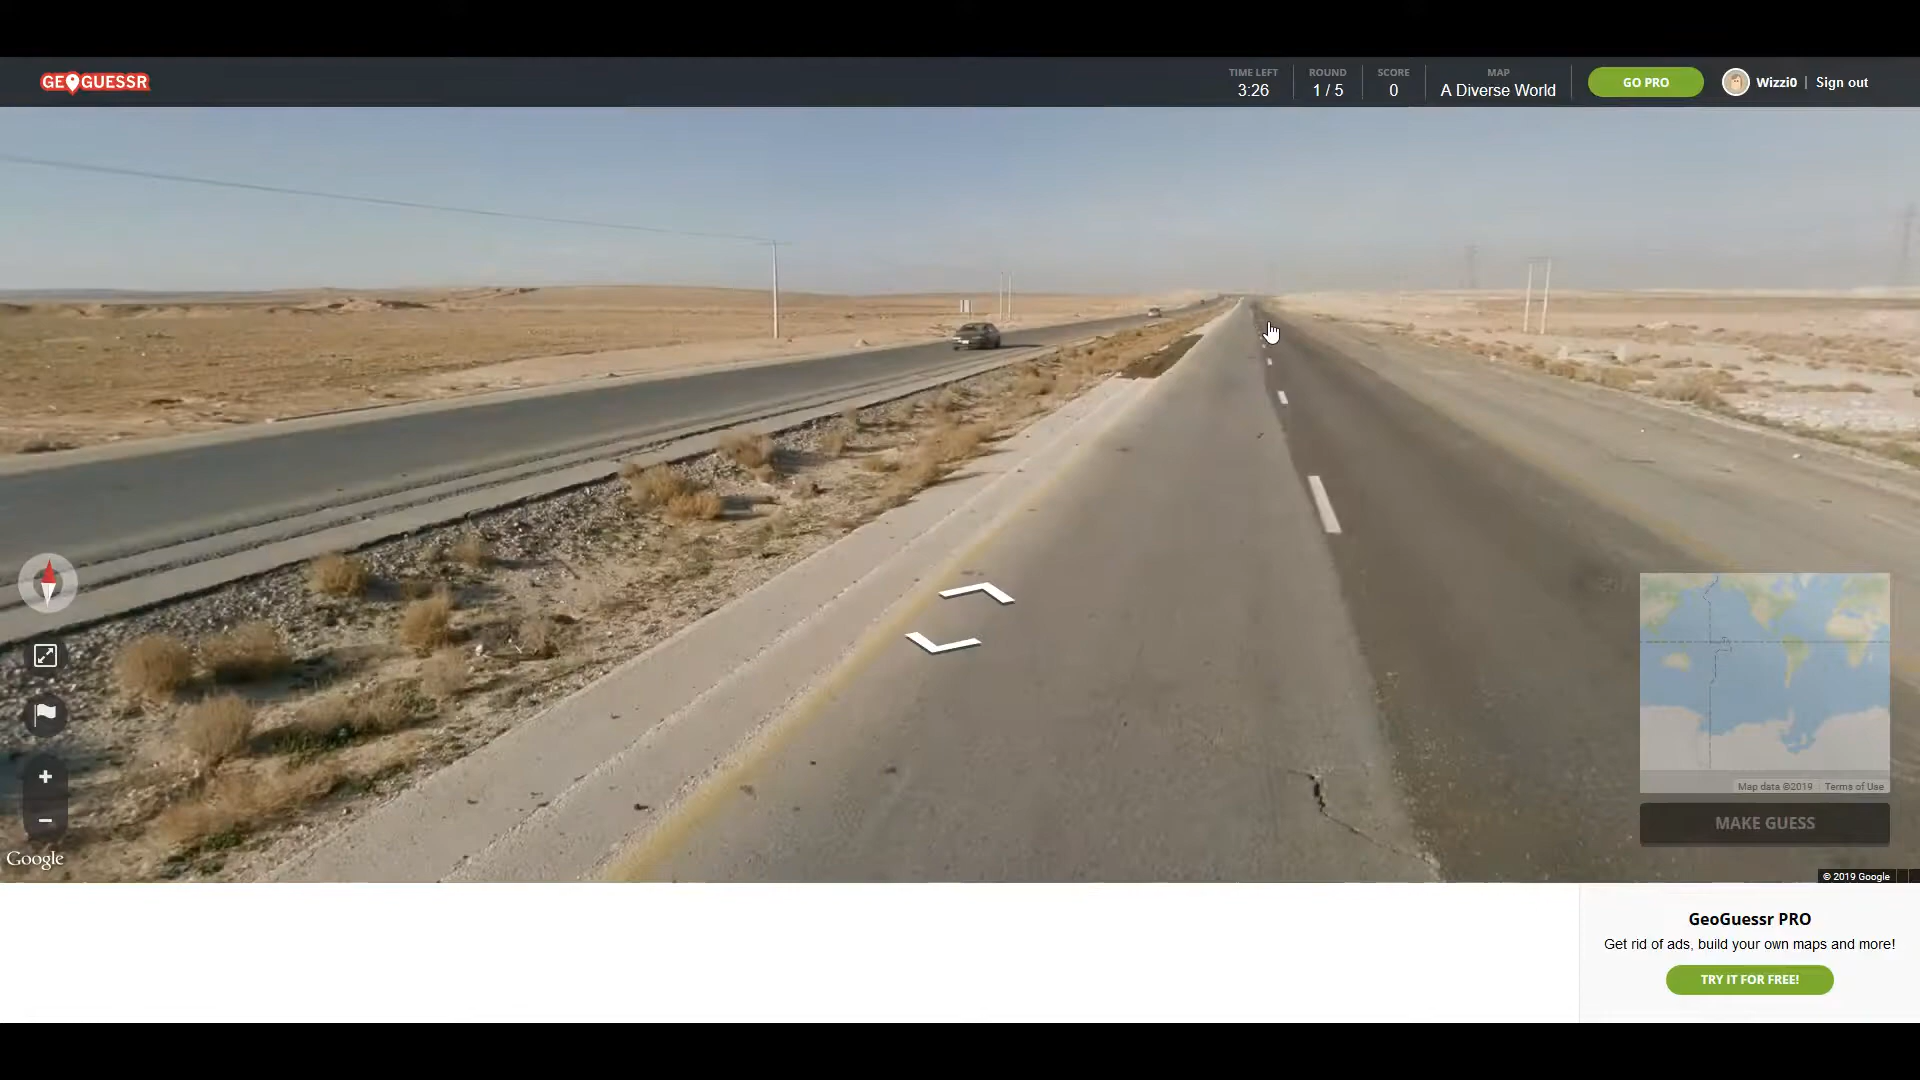 GEOGUESSR
TIME LEFT
3:26
ROUND
1 / 5
SCORE
0
MAP
A Diverse World
GO PRO
Wizzi0 | Sign out
Map data ©2019 Terms of Use
MAKE GUESS
Google
© 2019 Google
GeoGuessr PRO
Get rid of ads, build your own maps and more!
TRY IT FOR FREE!